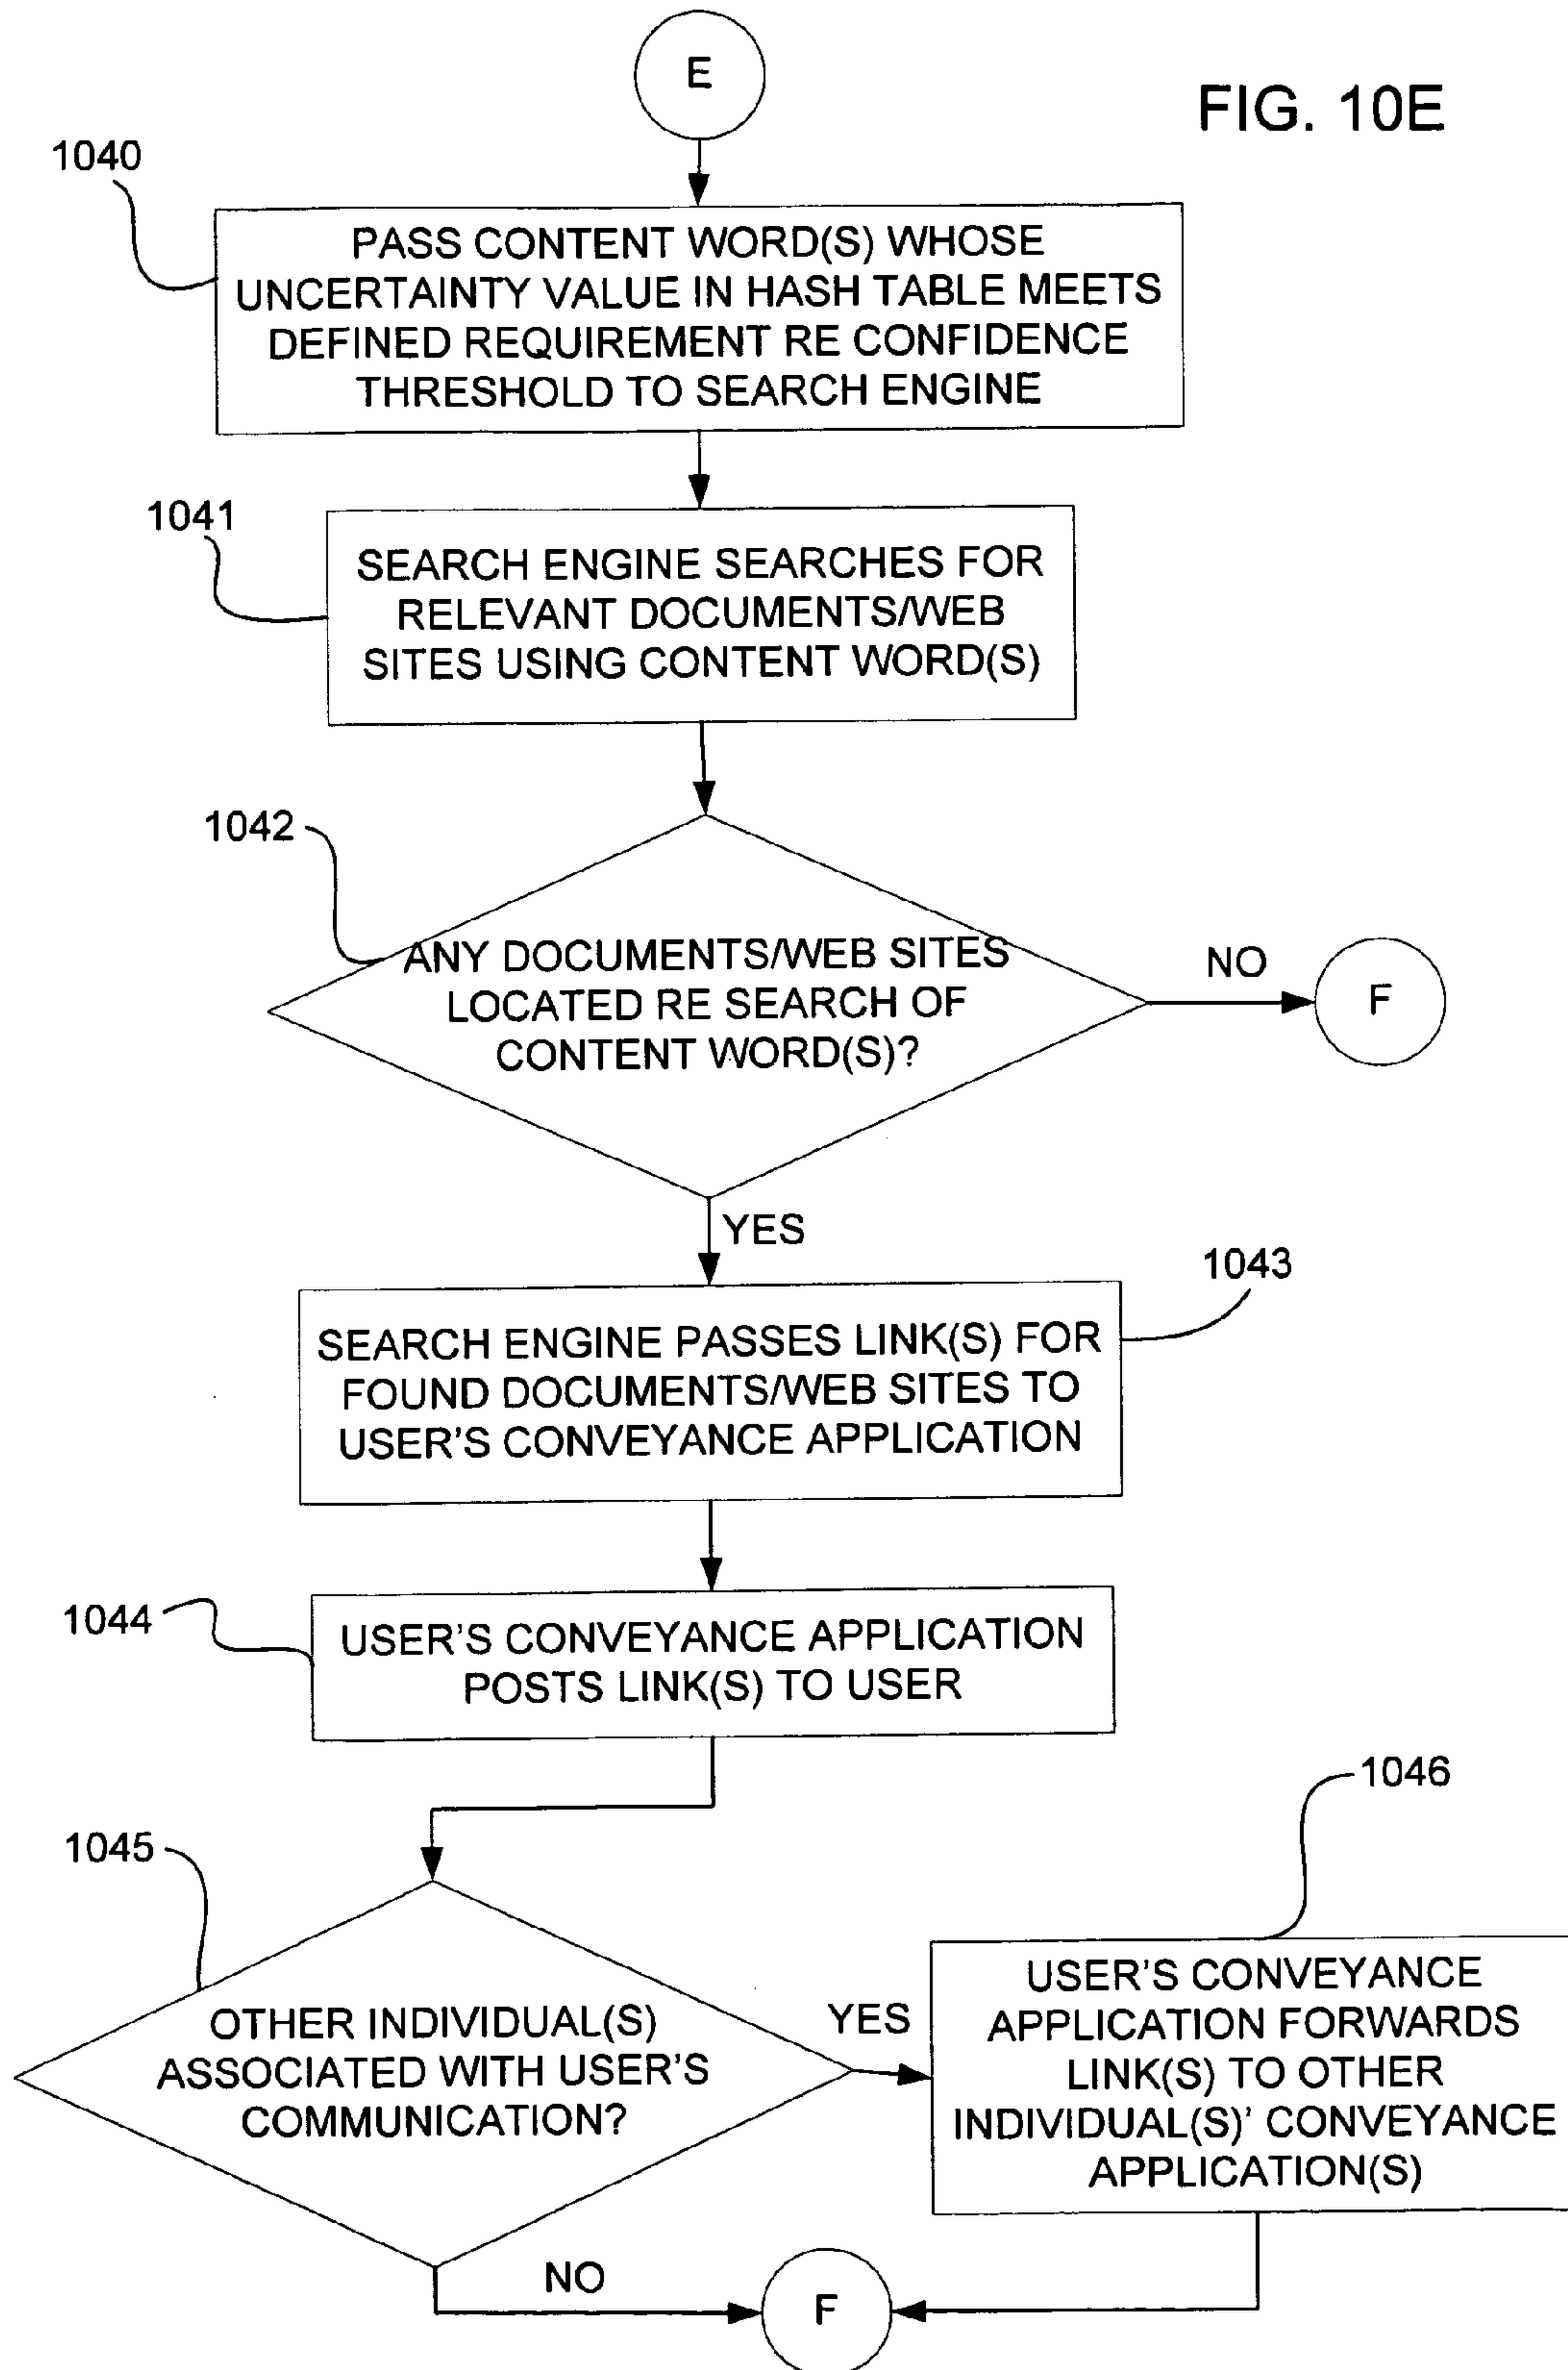 E
FIG. 10E
1040
PASS CONTENT WORD(S) WHOSE
UNCERTAINTY VALUE IN HASH TABLE MEETS
DEFINED REQUIREMENT RE CONFIDENCE
THRESHOLD TO SEARCH ENGINE
1041
SEARCH ENGINE SEARCHES FOR
RELEVANT DOCUMENTS/WEB
SITES USING CONTENT WORD(S)
1042
ANY DOCUMENTS/WEB SITES
LOCATED RE SEARCH OF
CONTENT WORD(S)?
NO
F
YES
1043
SEARCH ENGINE PASSES LINK(S) FOR
FOUND DOCUMENTS/WEB SITES TO
USER'S CONVEYANCE APPLICATION
1044
USER'S CONVEYANCE APPLICATION
POSTS LINK(S) TO USER
1045
OTHER INDIVIDUAL(S)
ASSOCIATED WITH USER'S
COMMUNICATION?
YES
1046
USER'S CONVEYANCE
APPLICATION FORWARDS
LINK(S) TO OTHER
INDIVIDUAL(S)' CONVEYANCE
APPLICATION(S)
NO
F